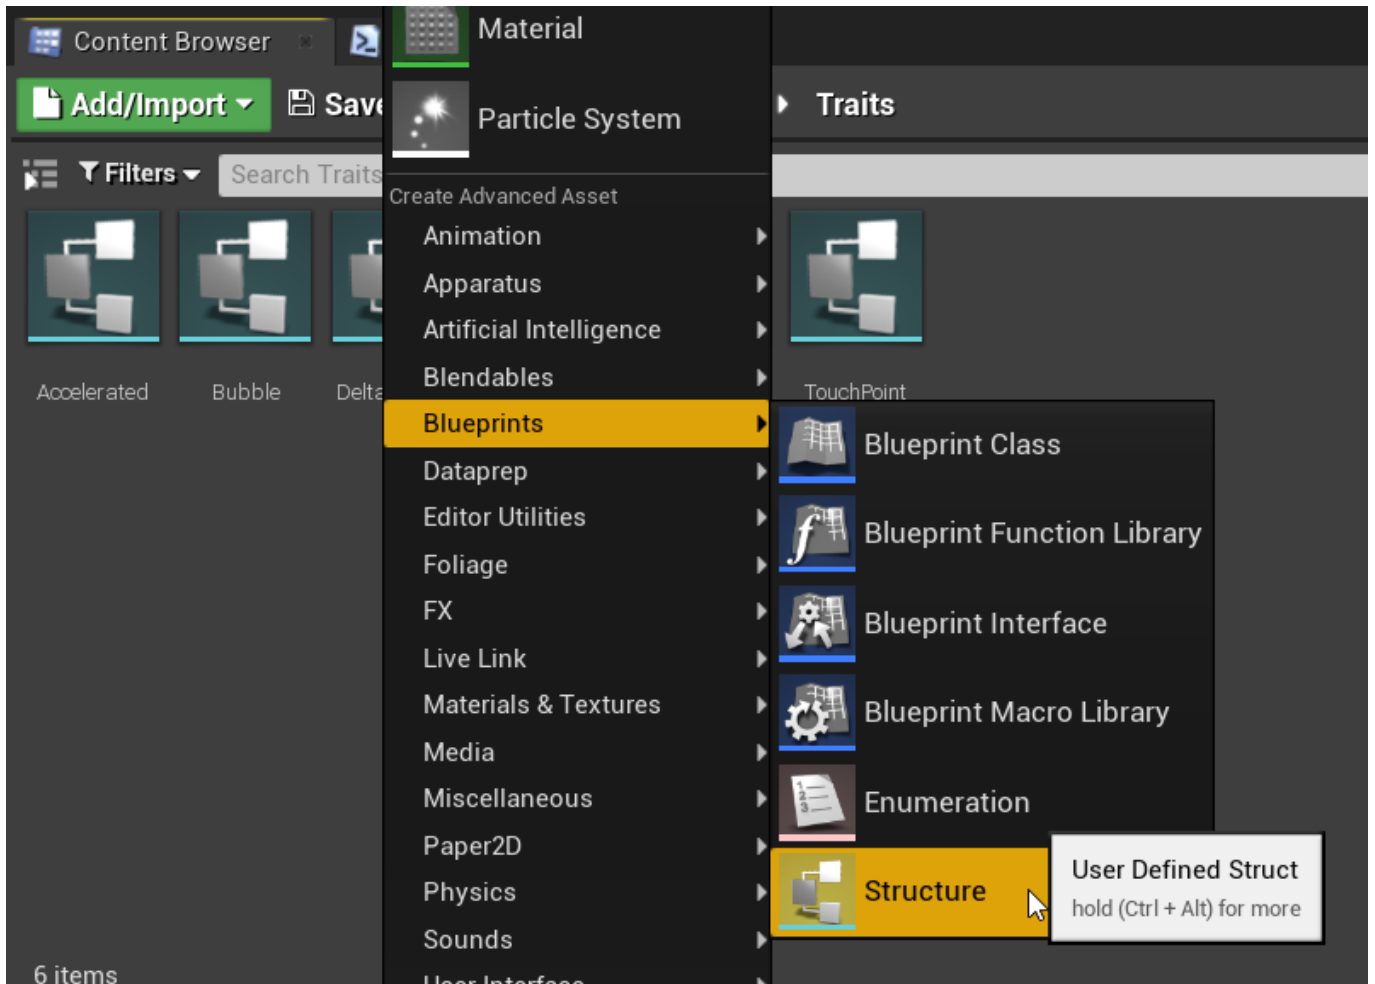 Content Browser
Material
Add/Import
Save
Traits
Particle System
Filters
Search Traits
Create Advanced Asset
Animation
Apparatus
Artificial Intelligence
Blendables
Accelerated
Bubble
Delta
TouchPoint
Blueprints
Dataprep
Editor Utilities
Foliage
FX
Live Link
Materials & Textures
Media
Miscellaneous
Paper2D
Physics
Sounds
User Interface
Blueprint Class
Blueprint Function Library
Blueprint Interface
Blueprint Macro Library
Enumeration
Structure
User Defined Struct
hold (Ctrl + Alt) for more
6 items